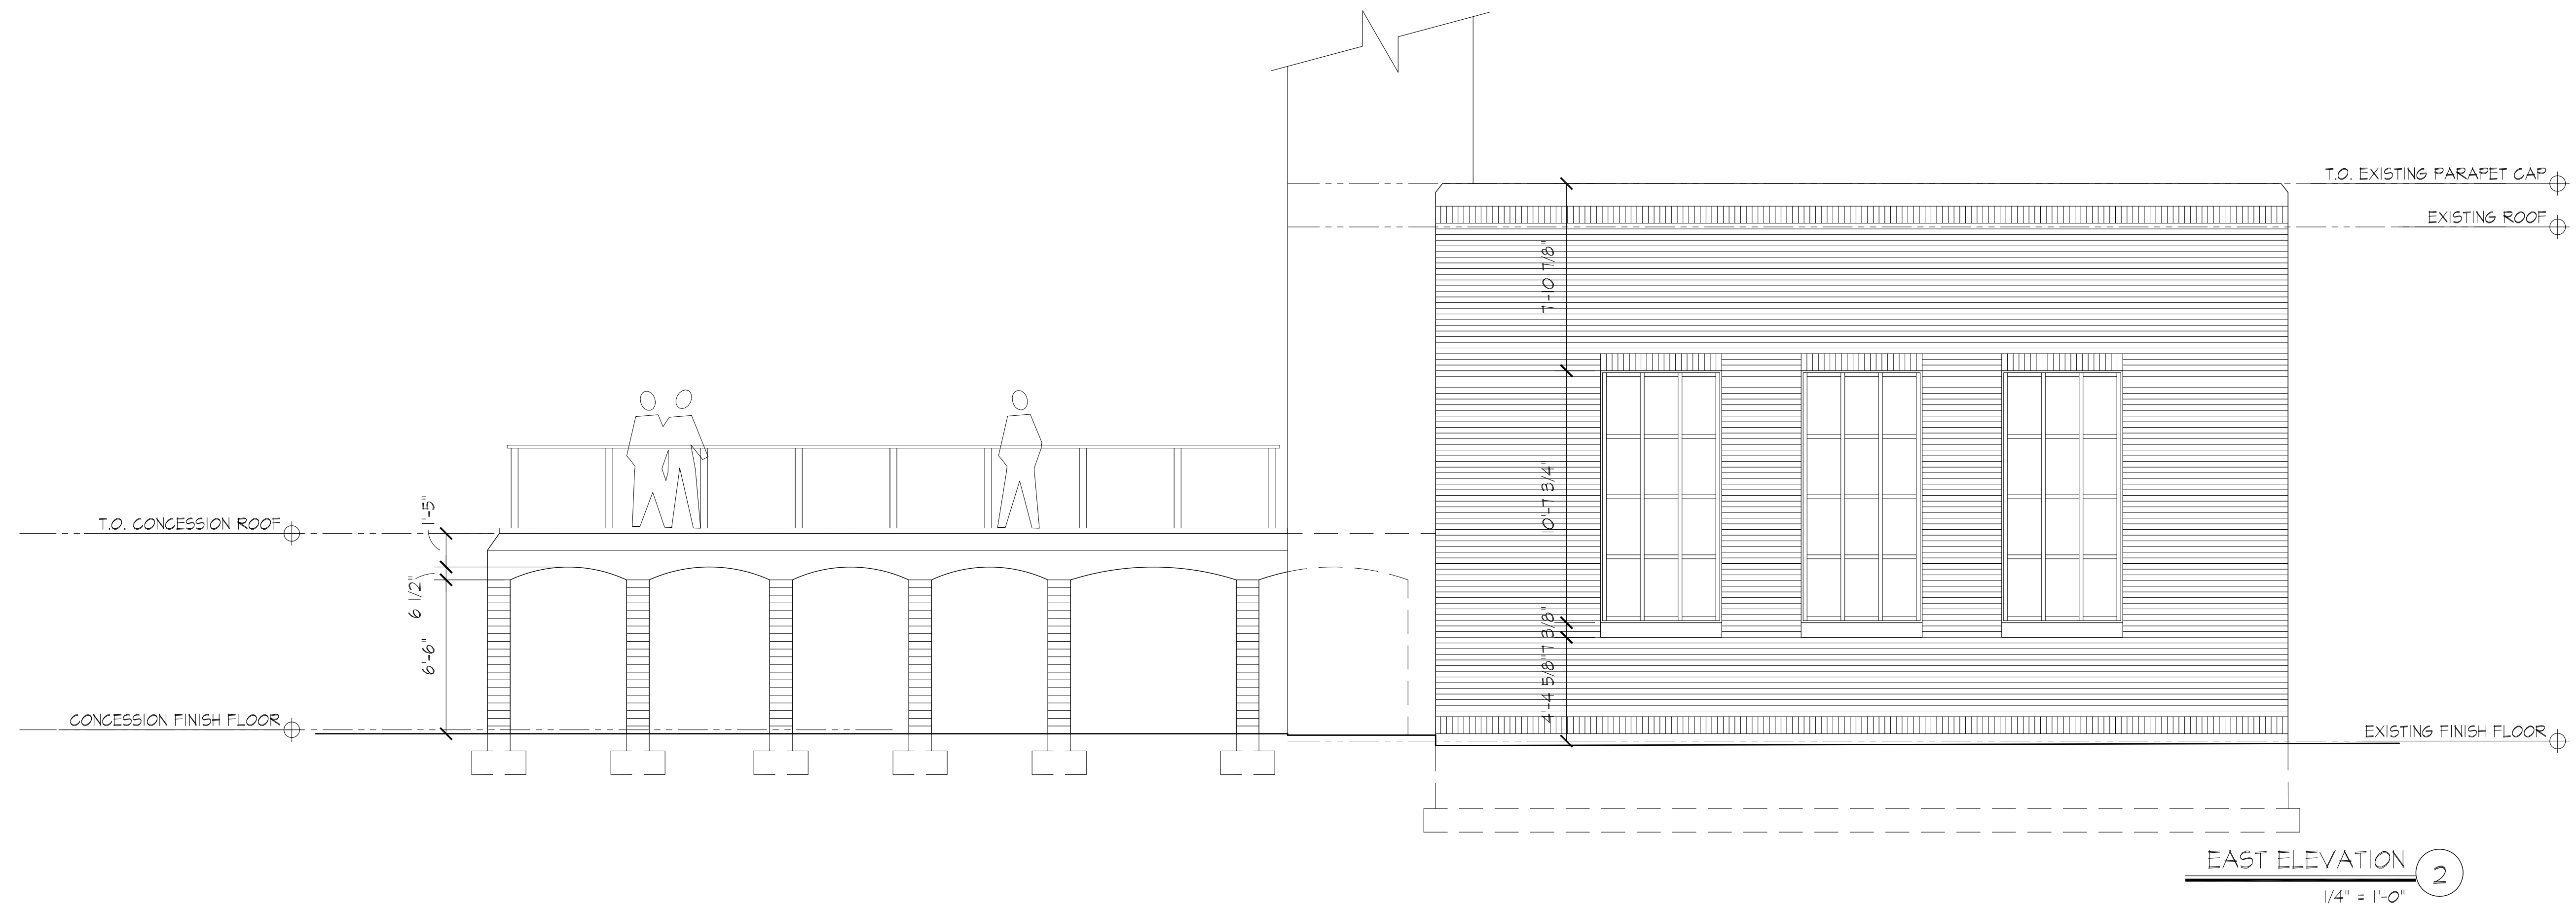 T.O. EXISTING PARAPET CAP
EXISTING ROOF
7'-10 7/8"
10'-7 3/4"
7 3/8"
4'-4 5/8"
T.O. CONCESSION ROOF
1'-5"
6 1/2"
6'-6"
CONCESSION FINISH FLOOR
EXISTING FINISH FLOOR
EAST ELEVATION
2
1/4" = 1'-0"